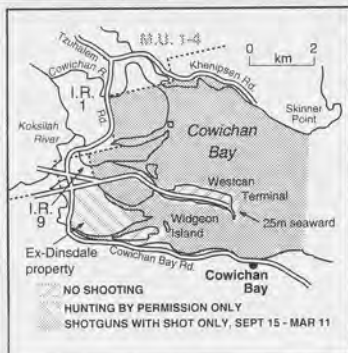 M.U. 1-4
Tzuhalem
Cowichan R.
Rd.
Khenipsen Rd.
0 2
km
I.R.
1
Skinner
Point
Koksilah
River
Cowichan
Bay
Westcan
Terminal
I.R.
9
25m seaward
Widgeon
Island
Ex-Dinsdale
property
Cowichan Bay Rd.
Cowichan
Bay
NO SHOOTING
HUNTING BY PERMISSION ONLY
SHOTGUNS WITH SHOT ONLY, SEPT 15 - MAR 11